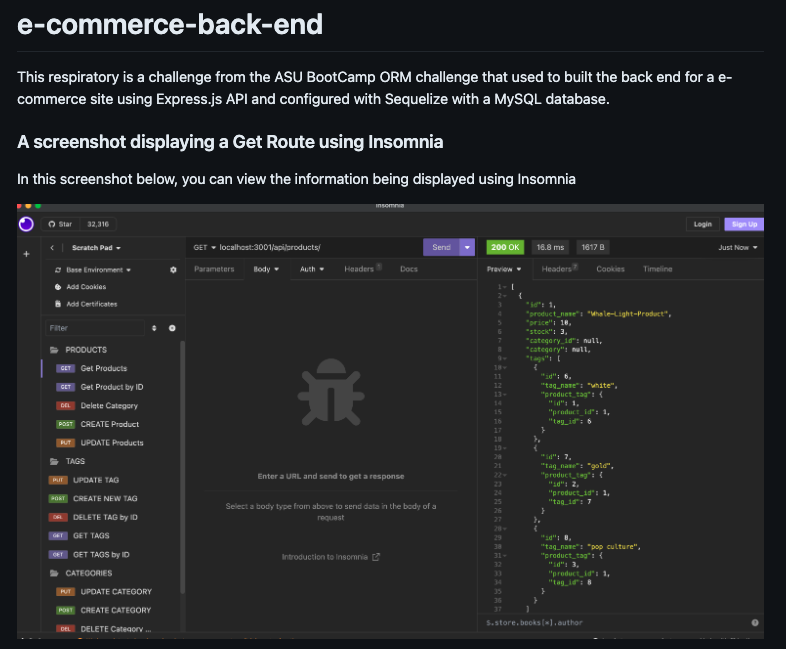 e-commerce-back-end
This respiratory is a challenge from the ASU BootCamp ORM challenge that used to built the back end for a e-
commerce site using Express.js API and configured with Sequelize with a MySQL database.
A screenshot displaying a Get Route using Insomnia
In this screenshot below, you can view the information being displayed using Insomnia
Insomnia
Star 32,316
Login Sign Up
Scratch Pad
GET localhost:3001/api/products/ Send
200 OK 16.8 ms 1617 B Just Now
Base Environment
Add Cookies
Add Certificates
Filter
PRODUCTS
GET Get Products
GET Get Product by ID
DEL Delete Category
POST CREATE Product
PUT UPDATE Products
TAGS
PUT UPDATE TAG
POST CREATE NEW TAG
DEL DELETE TAG by ID
GET GET TAGS
GET GET TAGS by ID
CATEGORIES
PUT UPDATE CATEGORY
POST CREATE CATEGORY
DEL DELETE Category ...
Parameters Body Auth Headers Docs
Enter a URL and send to get a response
Select a body type from above to send data in the body of a
request
Introduction to Insomnia
Preview Headers 7 Cookies Timeline
1 [
2 {
3 "id": 1,
4 "product_name": "Whale-Light-Product",
5 "price": 10,
6 "stock": 3,
7 "category_id": null,
8 "category": null,
9 "tags": [
10 {
11 "id": 6,
12 "tag_name": "white",
13 "product_tag": {
14 "id": 1,
15 "product_id": 1,
16 "tag_id": 6
17 }
18 },
19 {
20 "id": 7,
21 "tag_name": "gold",
22 "product_tag": {
23 "id": 2,
24 "product_id": 1,
25 "tag_id": 7
26 }
27 },
28 {
29 "id": 8,
30 "tag_name": "pop culture",
31 "product_tag": {
32 "id": 3,
33 "product_id": 1,
34 "tag_id": 8
35 }
36 }
37 ]
$.store.books[*].author